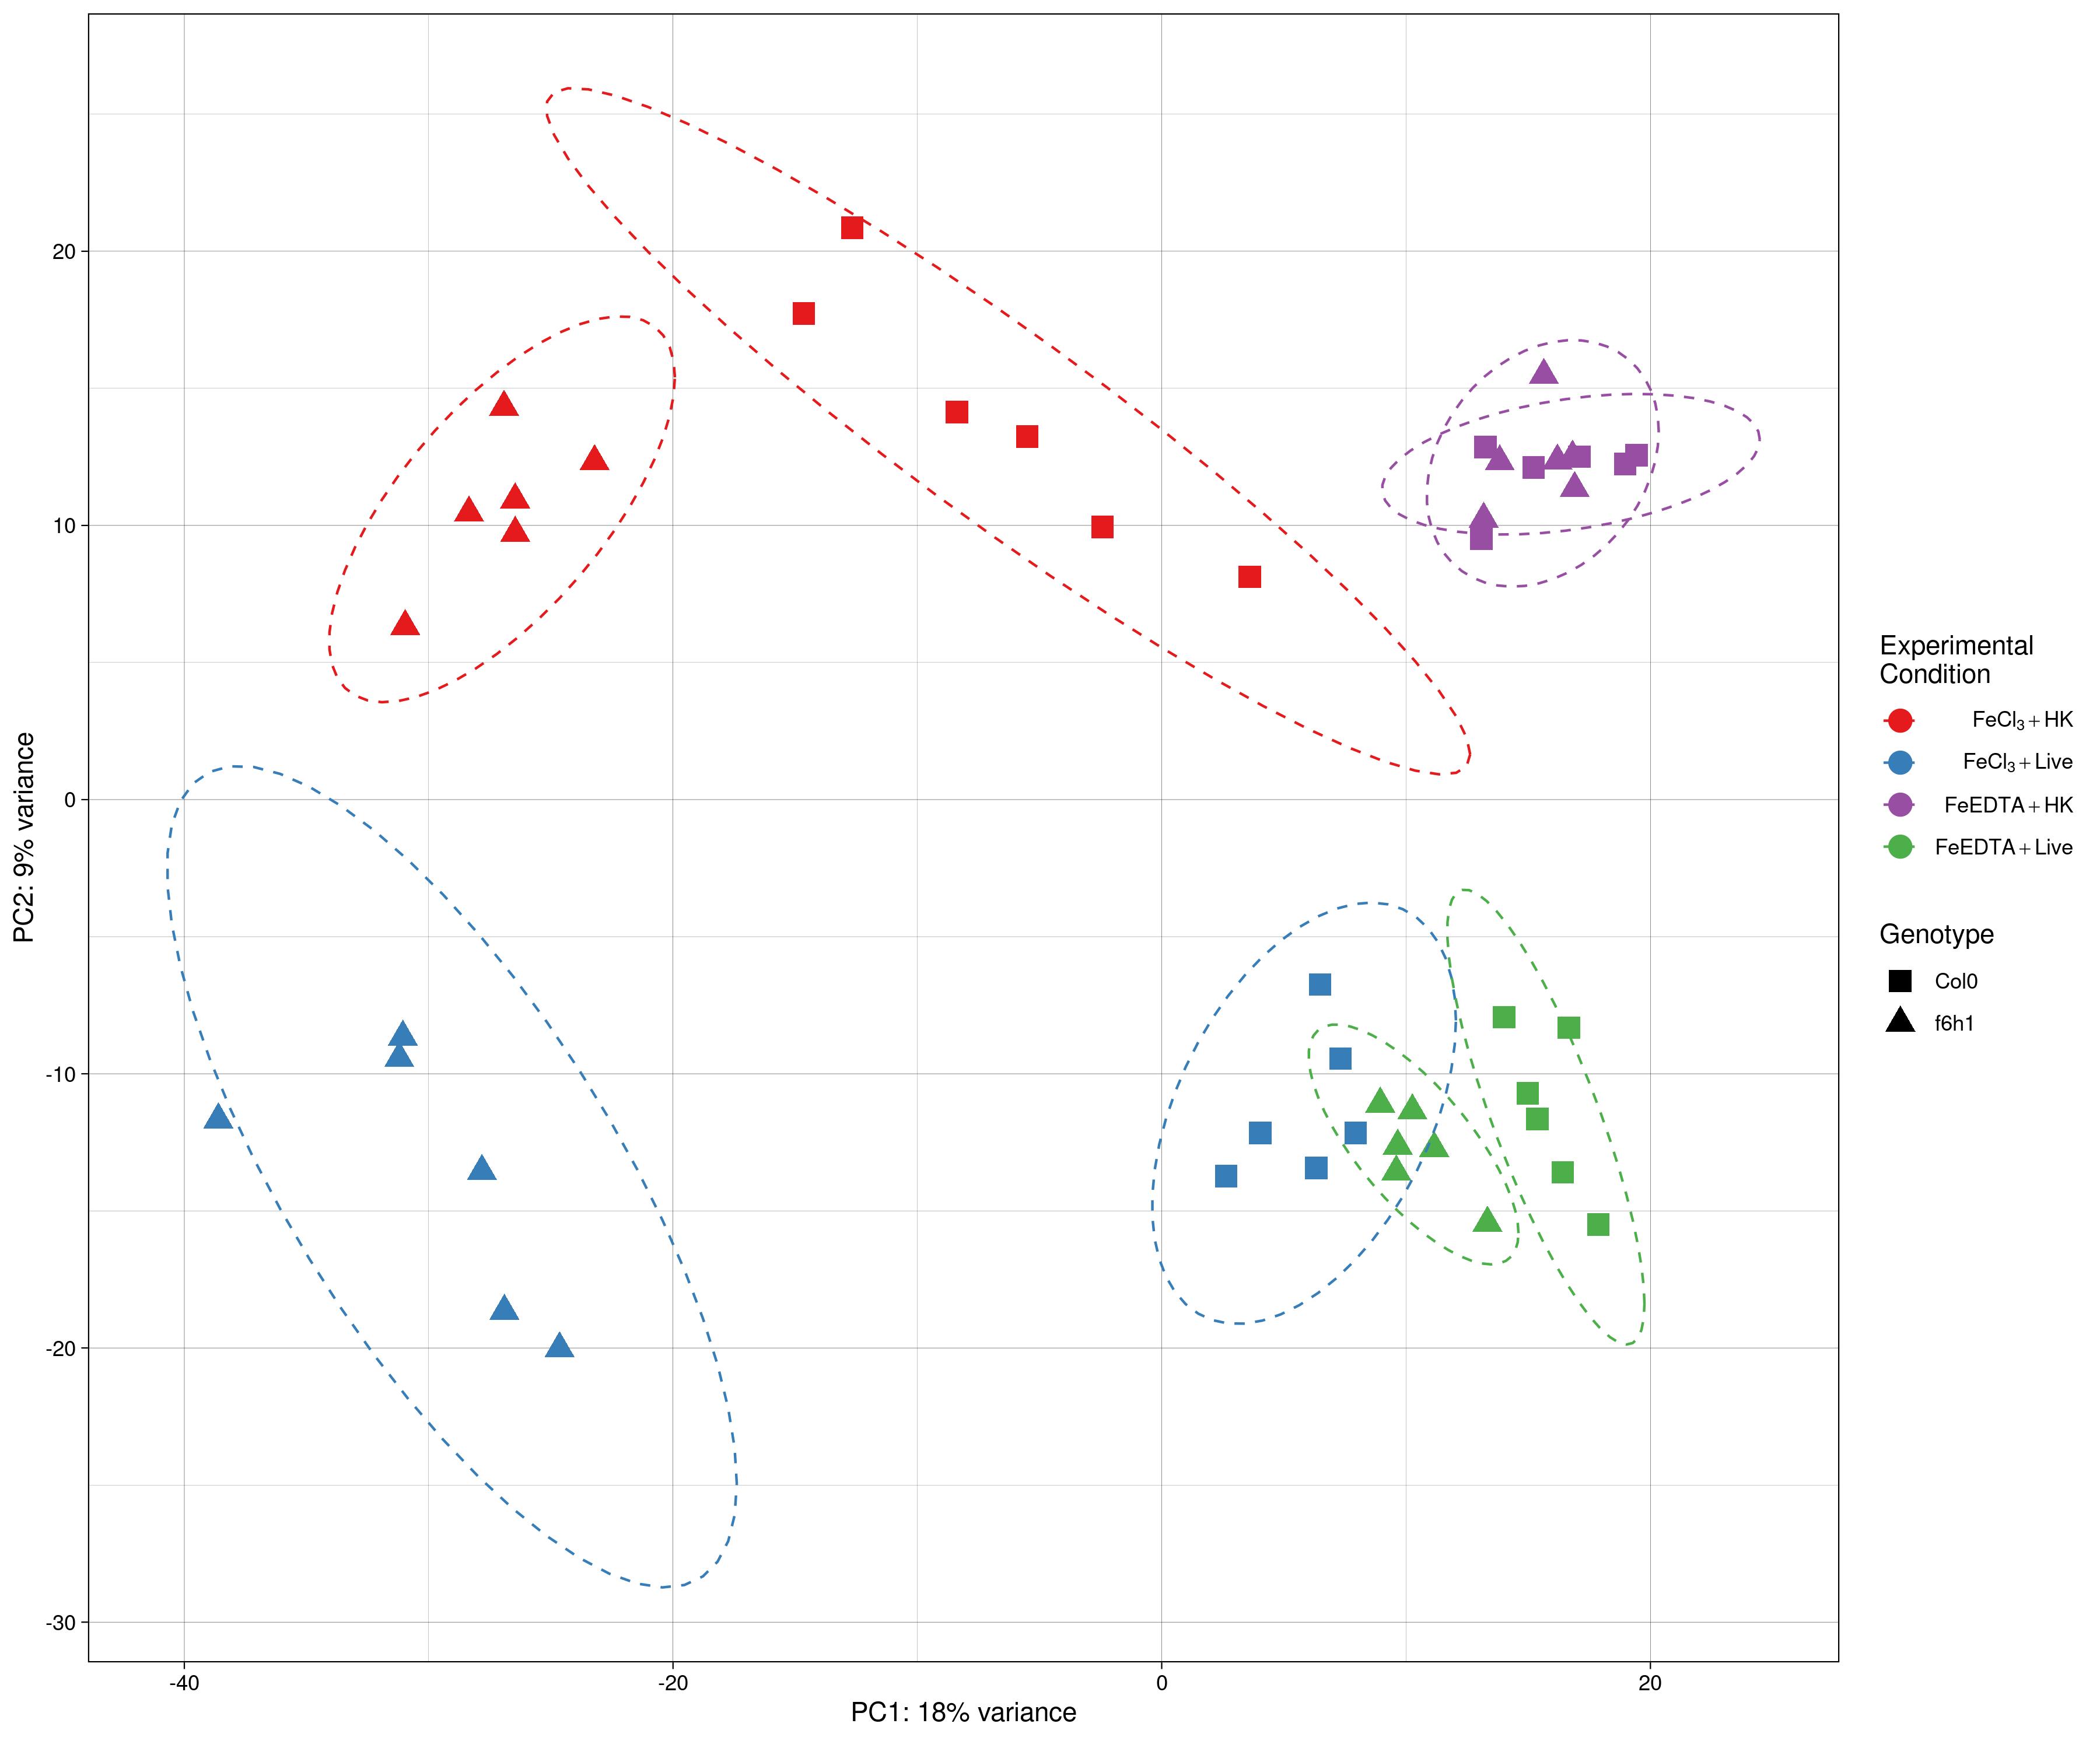 20
10
0
-10
-20
-30
PC2: 9% variance
-40
-20
0
20
PC1: 18% variance
Experimental
Condition
FeCl₃+HK
FeCl₃+Live
FeEDTA+HK
FeEDTA+Live
Genotype
Col0
f6h1